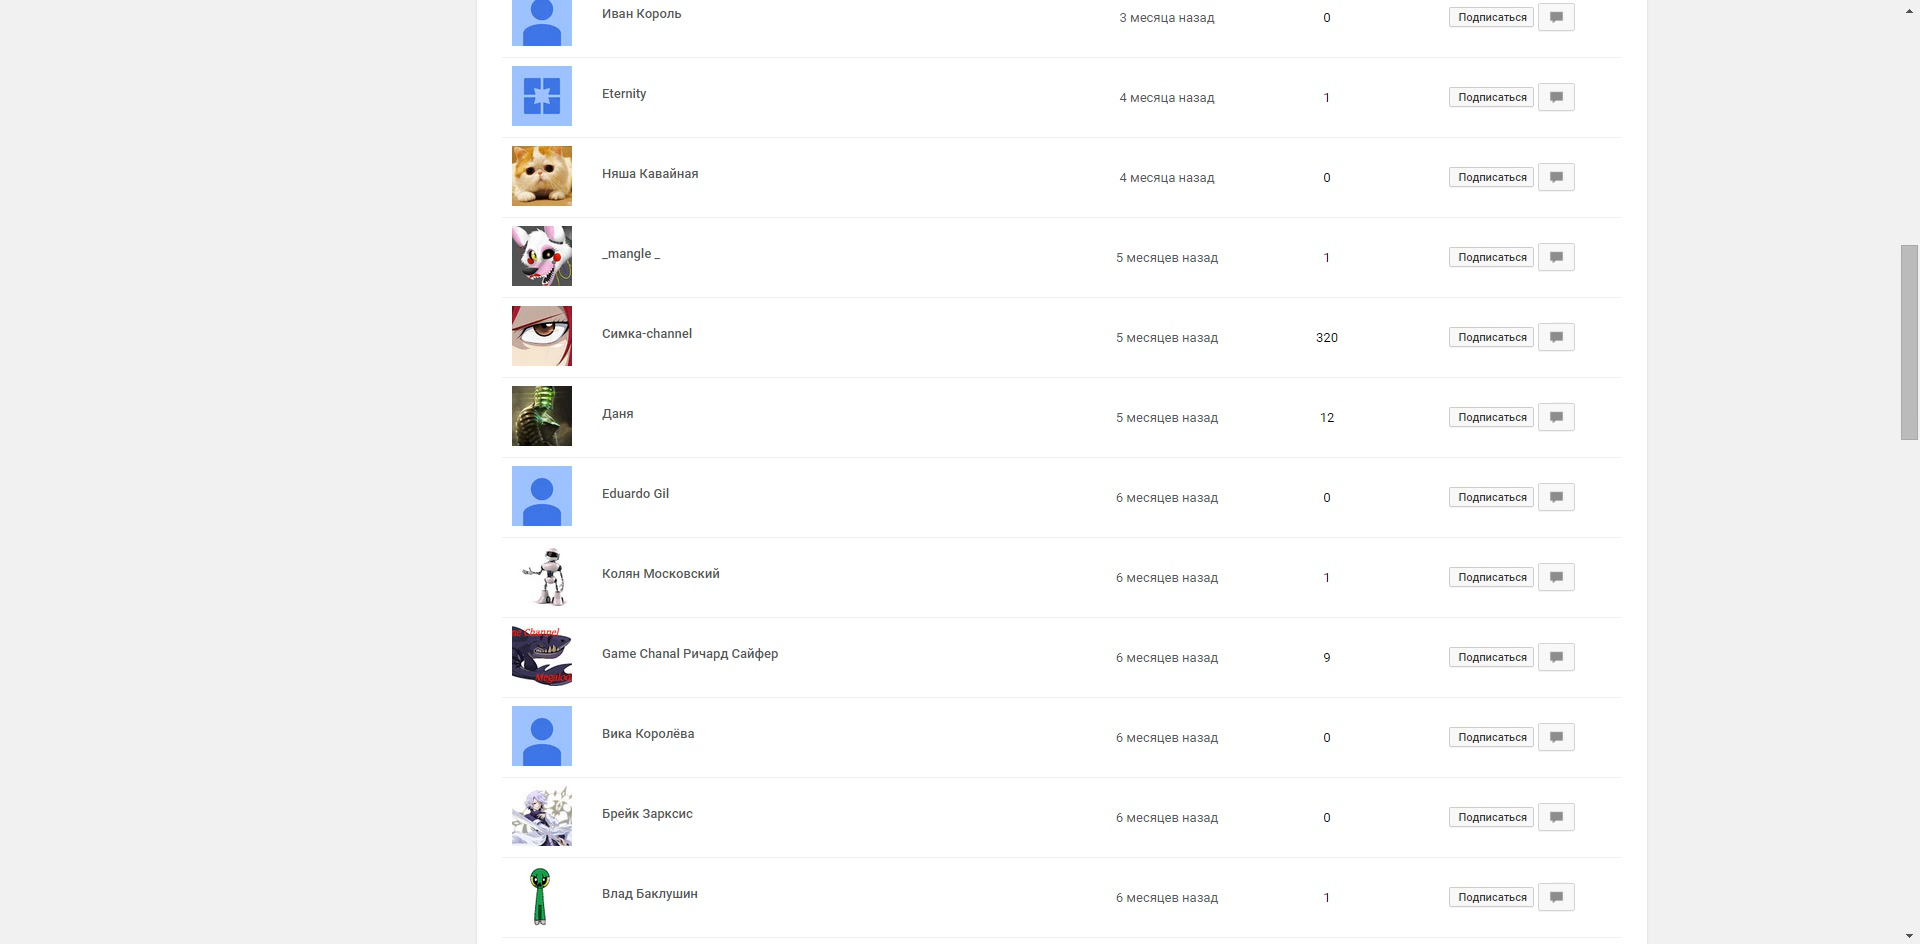 Иван Король 3 месяца назад 0 Подписаться
Eternity 4 месяца назад 1 Подписаться
Няша Кавайная 4 месяца назад 0 Подписаться
_mangle _ 5 месяцев назад 1 Подписаться
Симка-channel 5 месяцев назад 320 Подписаться
Даня 5 месяцев назад 12 Подписаться
Eduardo Gil 6 месяцев назад 0 Подписаться
Колян Московский 6 месяцев назад 1 Подписаться
Channel
Game Chanal Ричард Сайфер 6 месяцев назад 9 Подписаться
Вика Королёва 6 месяцев назад 0 Подписаться
Брейк Зарксис 6 месяцев назад 0 Подписаться
Влад Баклушин 6 месяцев назад 1 Подписаться